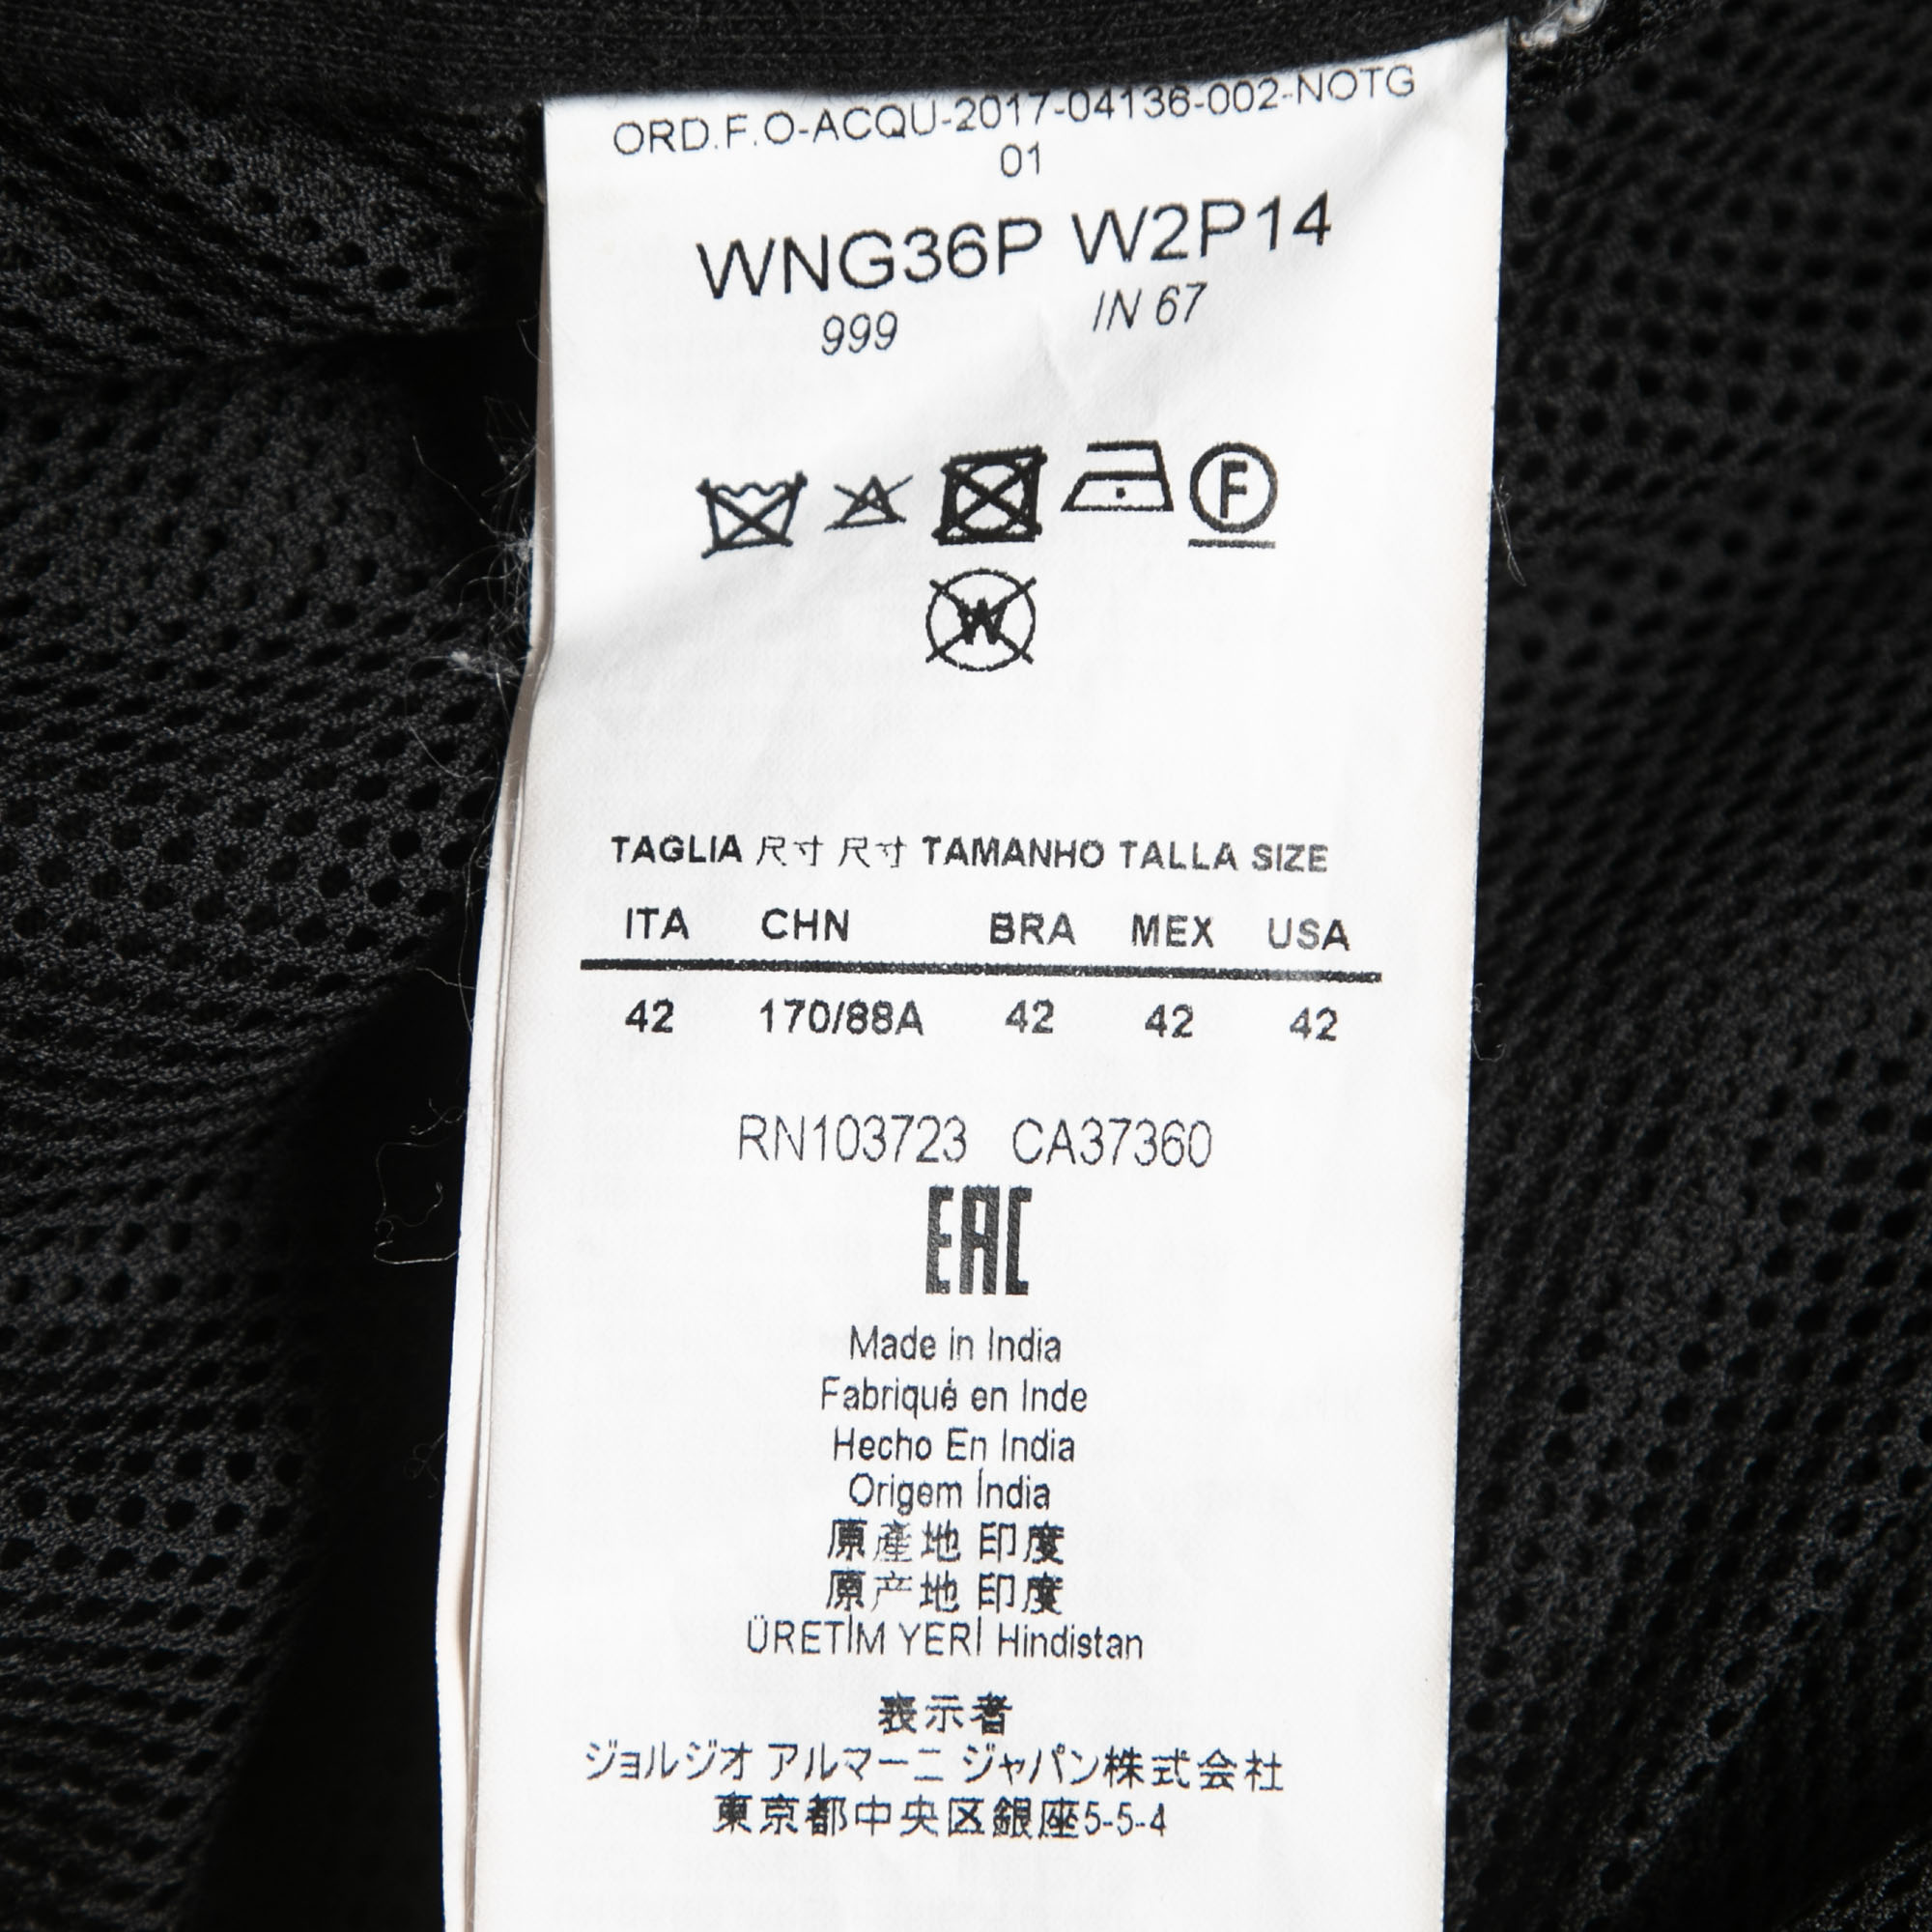 ORD.F.O-ACQU-2017-04136-002-NOTG
01
WNG36P W2P14
999 IN 67
F
W
TAGLIA 尺寸 尺寸 TAMANHO TALLA SIZE
ITA CHN BRA MEX USA
42 170/88A 42 42 42
RN103723 CA37360
EAC
Made in India
Fabriqué en Inde
Hecho En India
Origem Índia
原產地 印度
原产地 印度
ÜRETİM YERİ Hindistan
表示者
ジョルジオ アルマーニ ジャパン株式会社
東京都中央区銀座5-5-4